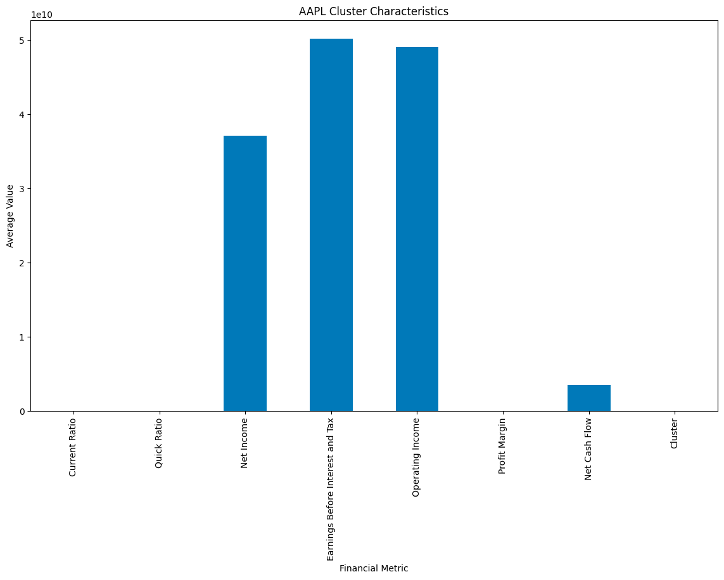 AAPL Cluster Characteristics
1e10
5
4
3
2
1
0
Average Value
Current Ratio
Quick Ratio
Net Income
Earnings Before Interest and Tax
Operating Income
Profit Margin
Net Cash Flow
Cluster
Financial Metric